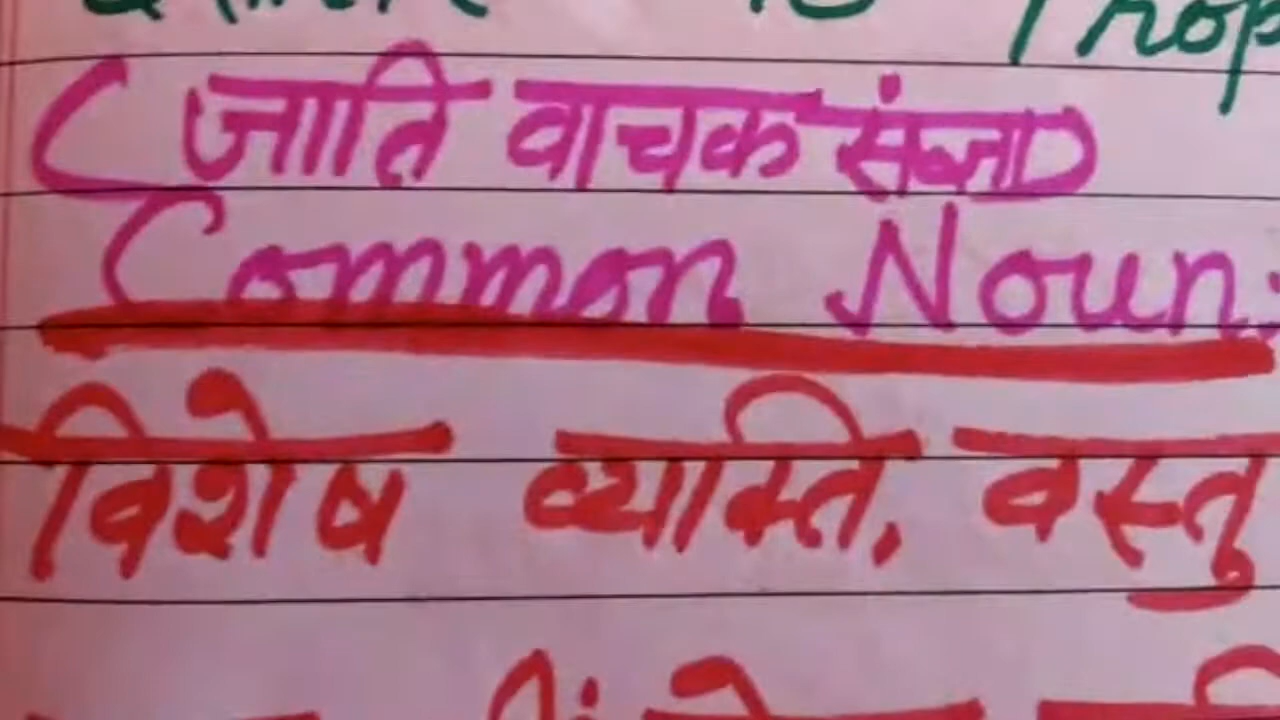 (जाति वाचक संज्ञा)
Common Noun:
विशेष व्यक्ति, वस्तु